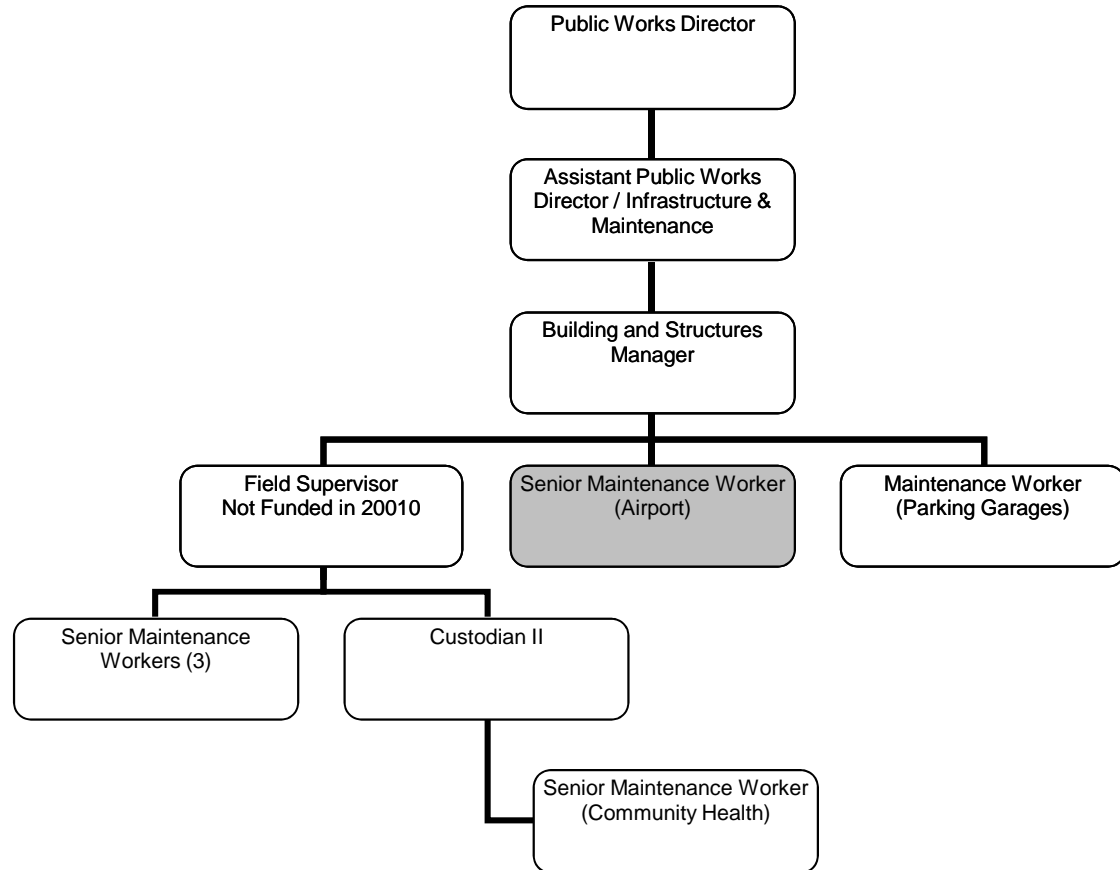 Public Works Director
Assistant Public Works
Director / Infrastructure &
Maintenance
Building and Structures
Manager
Field Supervisor
Not Funded in 20010
Senior Maintenance Worker
(Airport)
Maintenance Worker
(Parking Garages)
Senior Maintenance
Workers (3)
Custodian II
Senior Maintenance Worker
(Community Health)